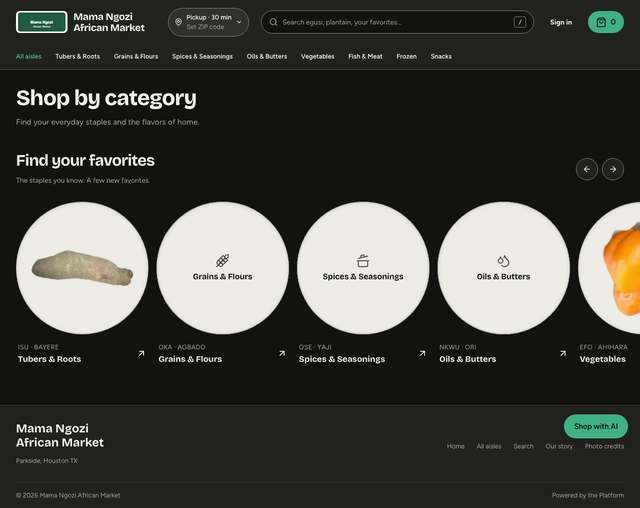 Mama Ngozi
African Market
Mama Ngozi
African Market
Pickup · 30 min
Set ZIP code
Search egusi, plantain, your favorites...
/
Sign in
0
All aisles
Tubers & Roots
Grains & Flours
Spices & Seasonings
Oils & Butters
Vegetables
Fish & Meat
Frozen
Snacks
Shop by category
Find your everyday staples and the flavors of home.
Find your favorites
The staples you know. A few new favorites.
Grains & Flours
Spices & Seasonings
Oils & Butters
ISU · BAYERE
Tubers & Roots
OKA · AGBADO
Grains & Flours
OSE · YAJI
Spices & Seasonings
NKWU · ORI
Oils & Butters
EFO · AHIHARA
Vegetables
Mama Ngozi
African Market
Parkside, Houston TX
Shop with AI
Home
All aisles
Search
Our story
Photo credits
© 2026 Mama Ngozi African Market
Powered by the Platform